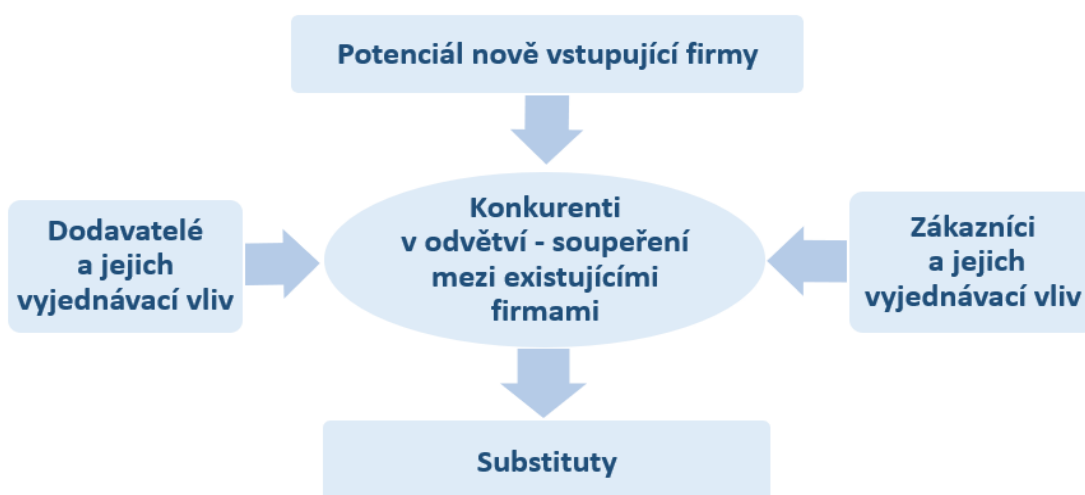 Potenciál nově vstupující firmy
Dodavatelé
a jejich
vyjednávací vliv
Konkurenti
v odvětví - soupeření
mezi existujícími
firmami
Zákazníci
a jejich
vyjednávací vliv
Substituty